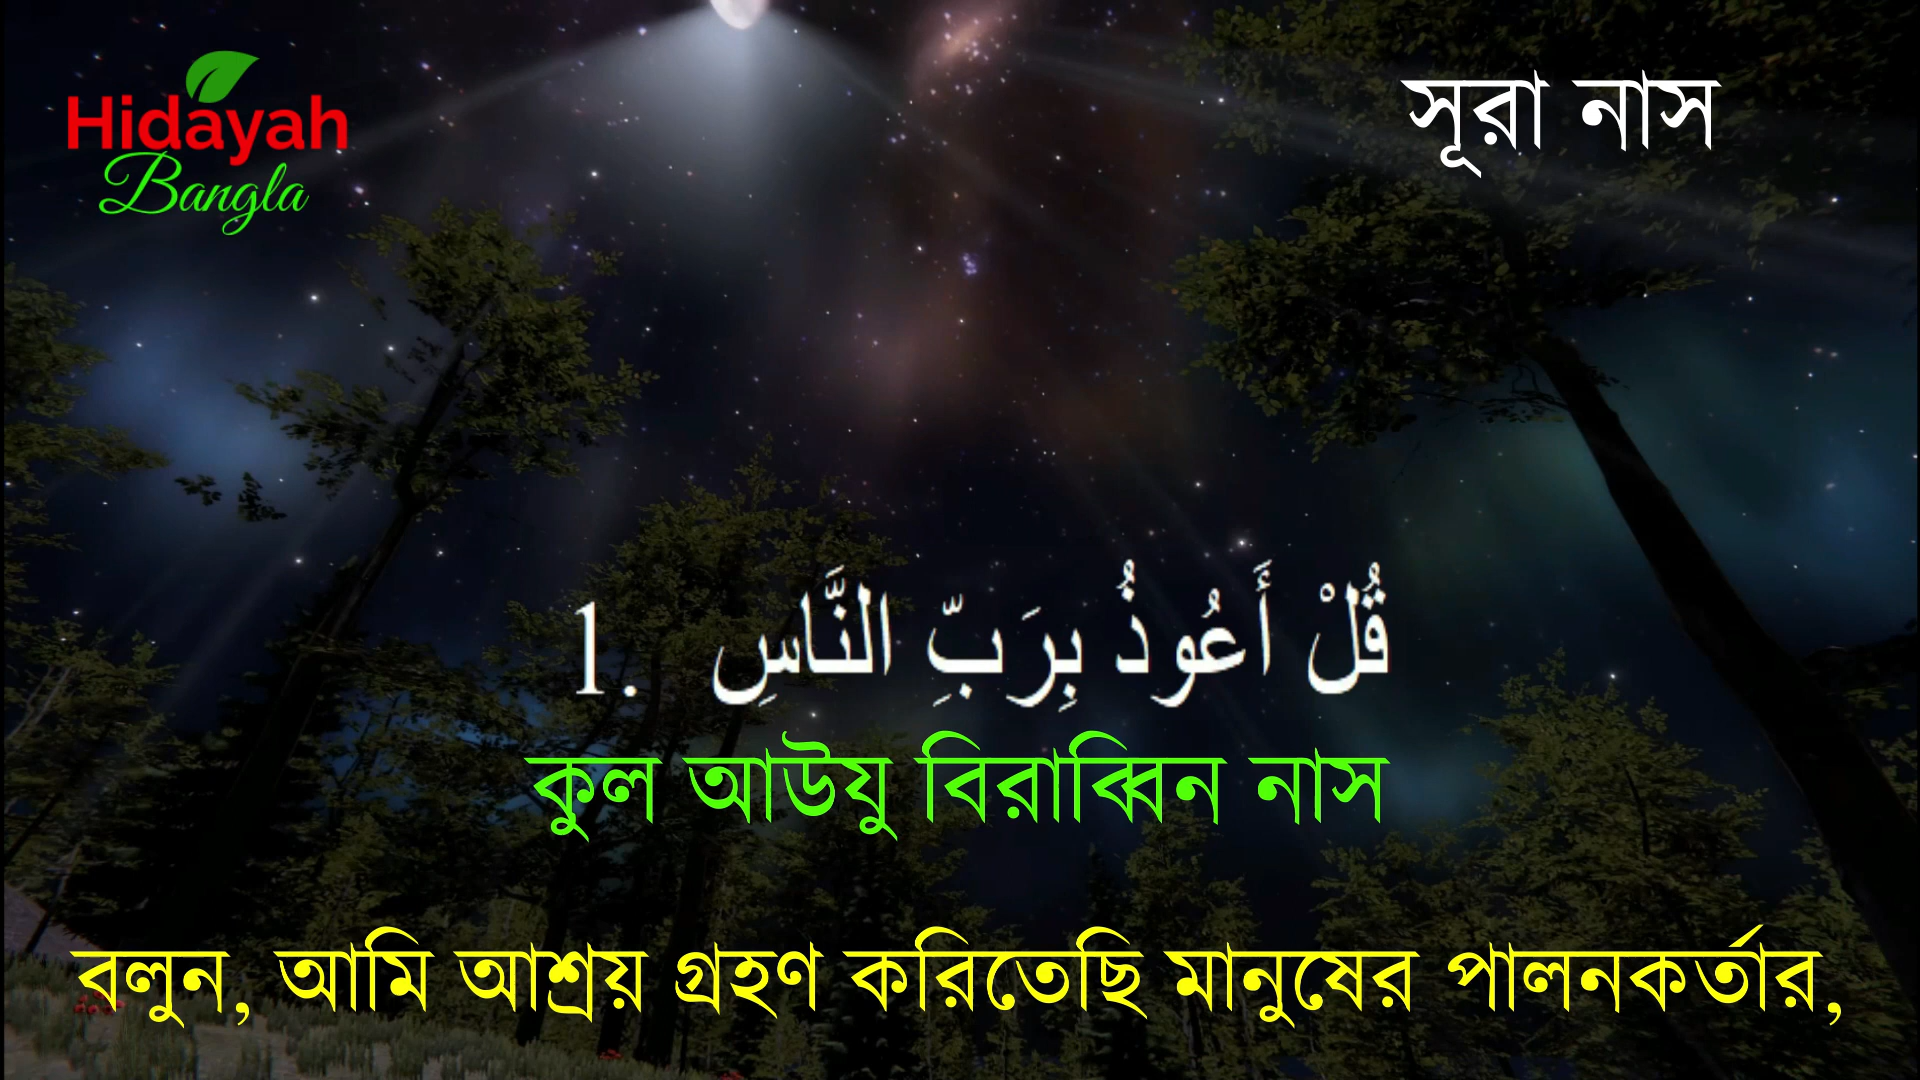 Hidayah
Bangla
সূরা নাস
1. قُلْ أَعُوذُ بِرَبِّ النَّاسِ
কুল আউযু বিরাব্বিন নাস
বলুন, আমি আশ্রয় গ্রহণ করিতেছি মানুষের পালনকর্তার,